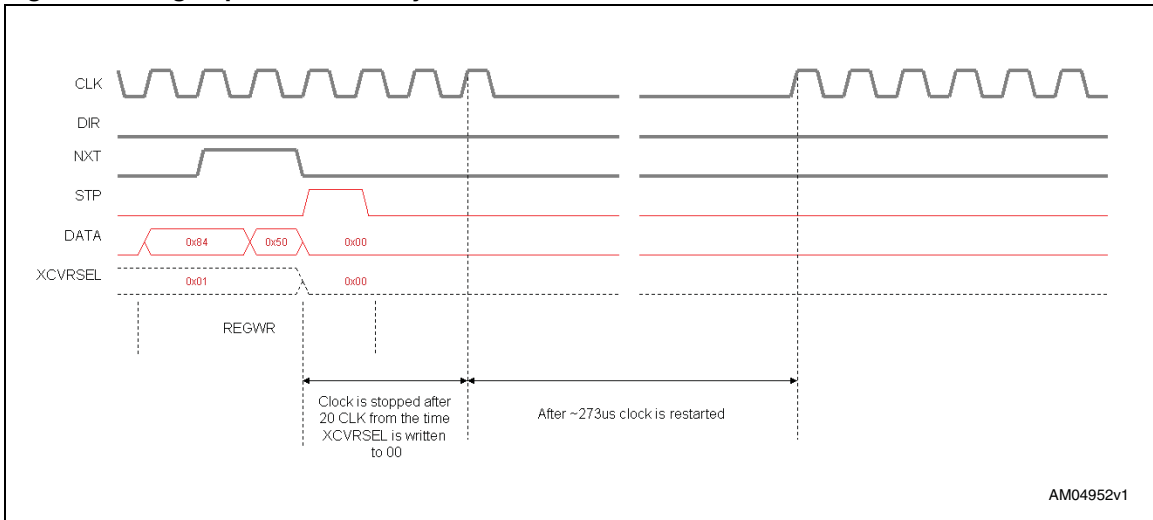 CLK
DIR
NXT
STP
DATA
0x84
0x50
0x00
XCVRSEL
0x01
0x00
REGWR
Clock is stopped after
20 CLK from the time
XCVRSEL is written
to 00
After ~273us clock is restarted
AM04952v1